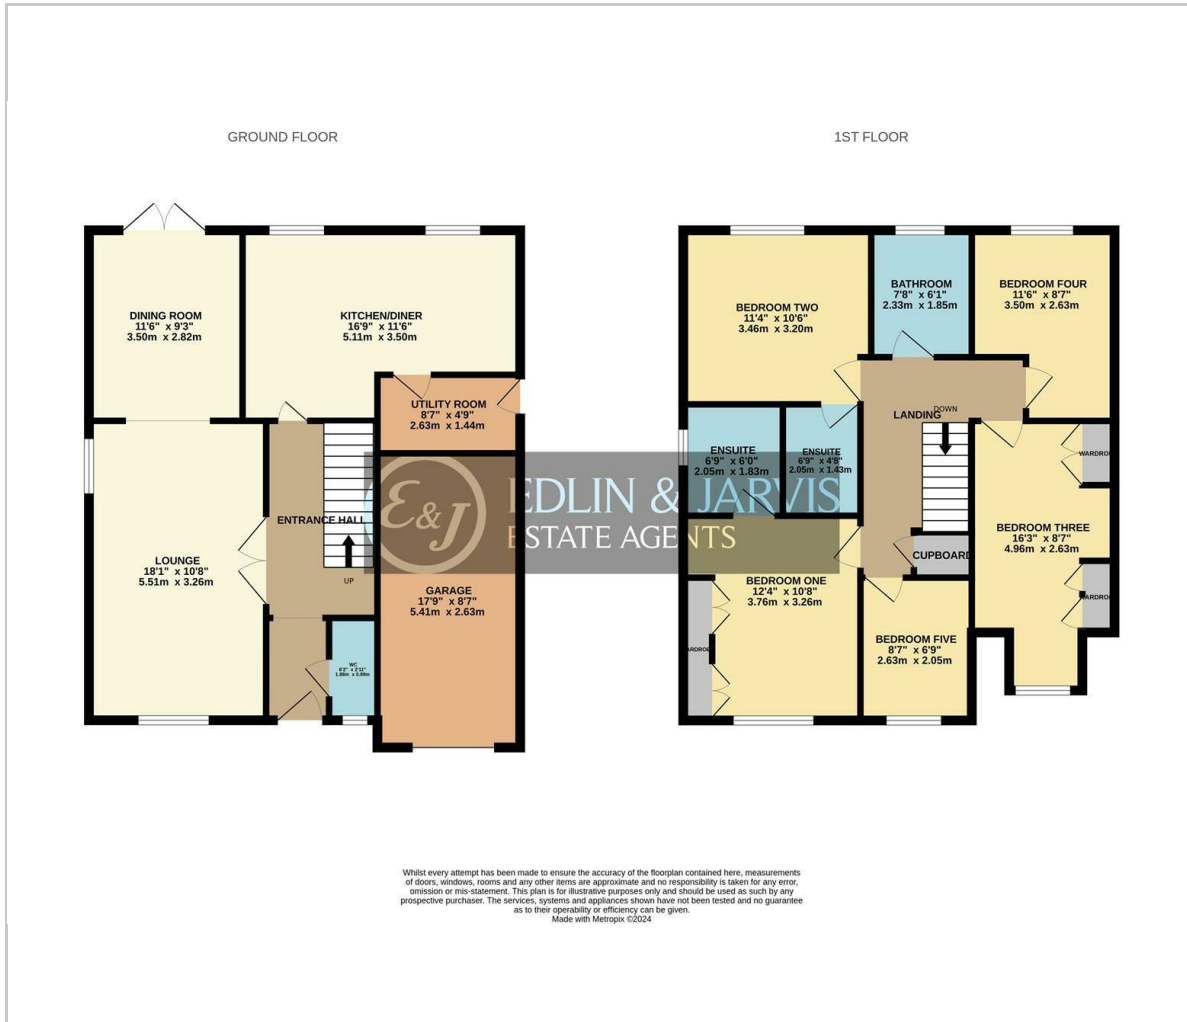 GROUND FLOOR
1ST FLOOR
DINING ROOM
11'6" x 9'3"
3.50m x 2.82m
KITCHEN/DINER
16'9" x 11'6"
5.11m x 3.50m
UTILITY ROOM
8'7" x 4'9"
2.63m x 1.44m
ENTRANCE HALL
UP
LOUNGE
18'1" x 10'8"
5.51m x 3.26m
GARAGE
17'9" x 8'7"
5.41m x 2.63m
WC
6'2" x 2'11"
1.88m x 0.89m
E&J
EDLIN & JARVIS
ESTATE AGENTS
BEDROOM TWO
11'4" x 10'6"
3.46m x 3.20m
BATHROOM
7'8" x 6'1"
2.33m x 1.85m
BEDROOM FOUR
11'6" x 8'7"
3.50m x 2.63m
LANDING
DOWN
ENSUITE
6'9" x 6'0"
2.05m x 1.83m
ENSUITE
6'9" x 4'8"
2.05m x 1.43m
WARDROB
BEDROOM THREE
16'3" x 8'7"
4.96m x 2.63m
CUPBOARD
WARDROB
BEDROOM ONE
12'4" x 10'8"
3.76m x 3.26m
ARDROBE
BEDROOM FIVE
8'7" x 6'9"
2.63m x 2.05m
Whilst every attempt has been made to ensure the accuracy of the floorplan contained here, measurements
of doors, windows, rooms and any other items are approximate and no responsibility is taken for any error,
omission or mis-statement. This plan is for illustrative purposes only and should be used as such by any
prospective purchaser. The services, systems and appliances shown have not been tested and no guarantee
as to their operability or efficiency can be given.
Made with Metropix ©2024